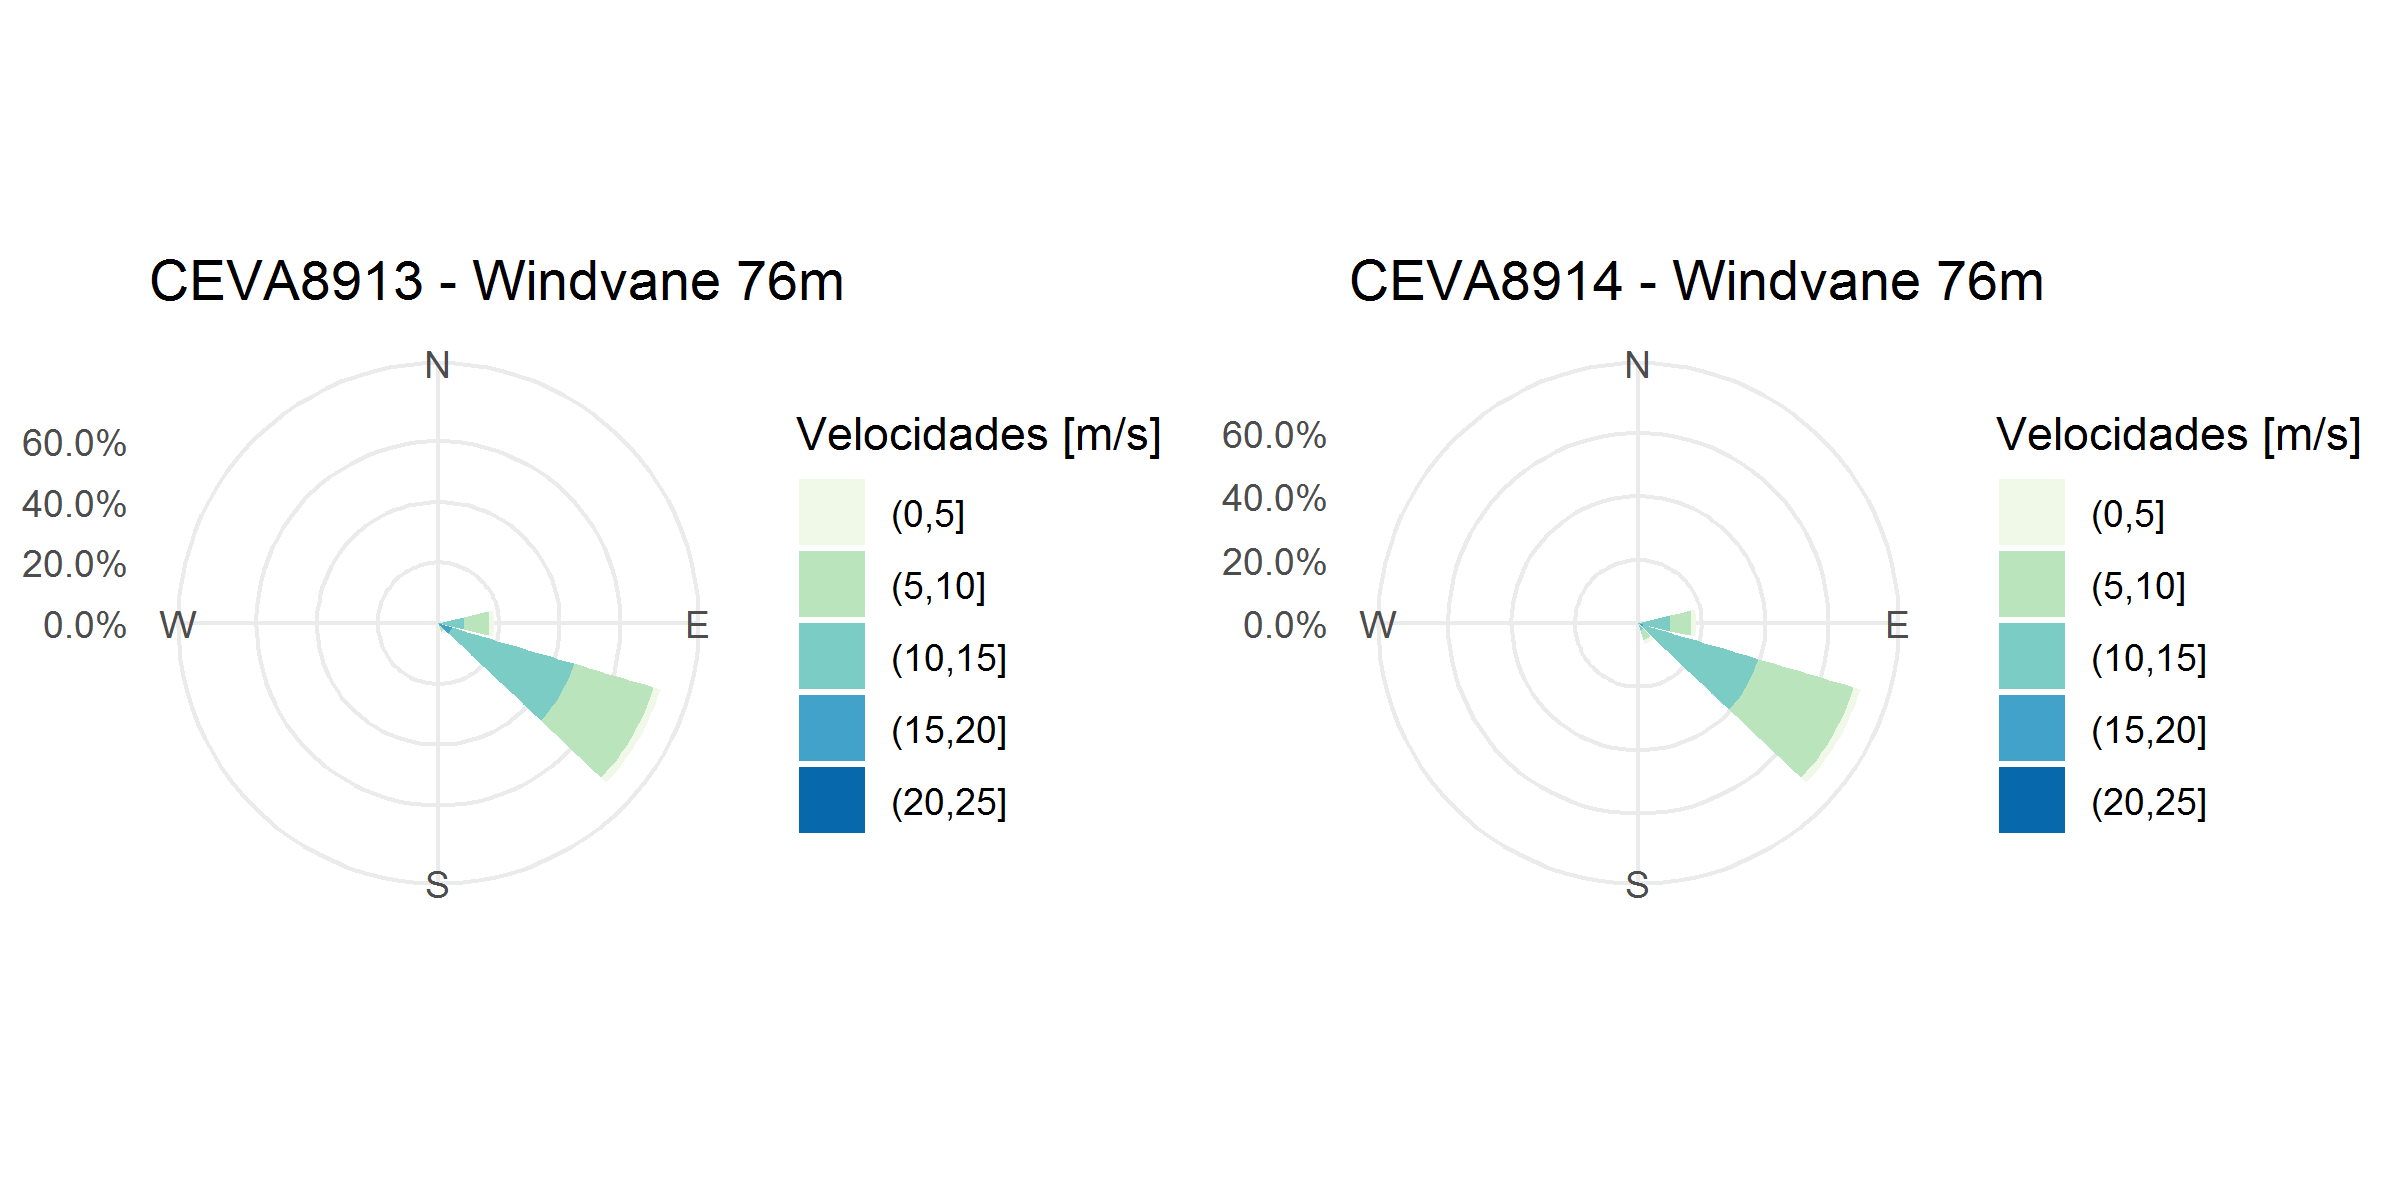 CEVA8913 - Windvane 76m
N
60.0%
40.0%
20.0%
0.0%
W
E
S
Velocidades [m/s]
(0,5]
(5,10]
(10,15]
(15,20]
(20,25]
CEVA8914 - Windvane 76m
N
60.0%
40.0%
20.0%
0.0%
W
E
S
Velocidades [m/s]
(0,5]
(5,10]
(10,15]
(15,20]
(20,25]